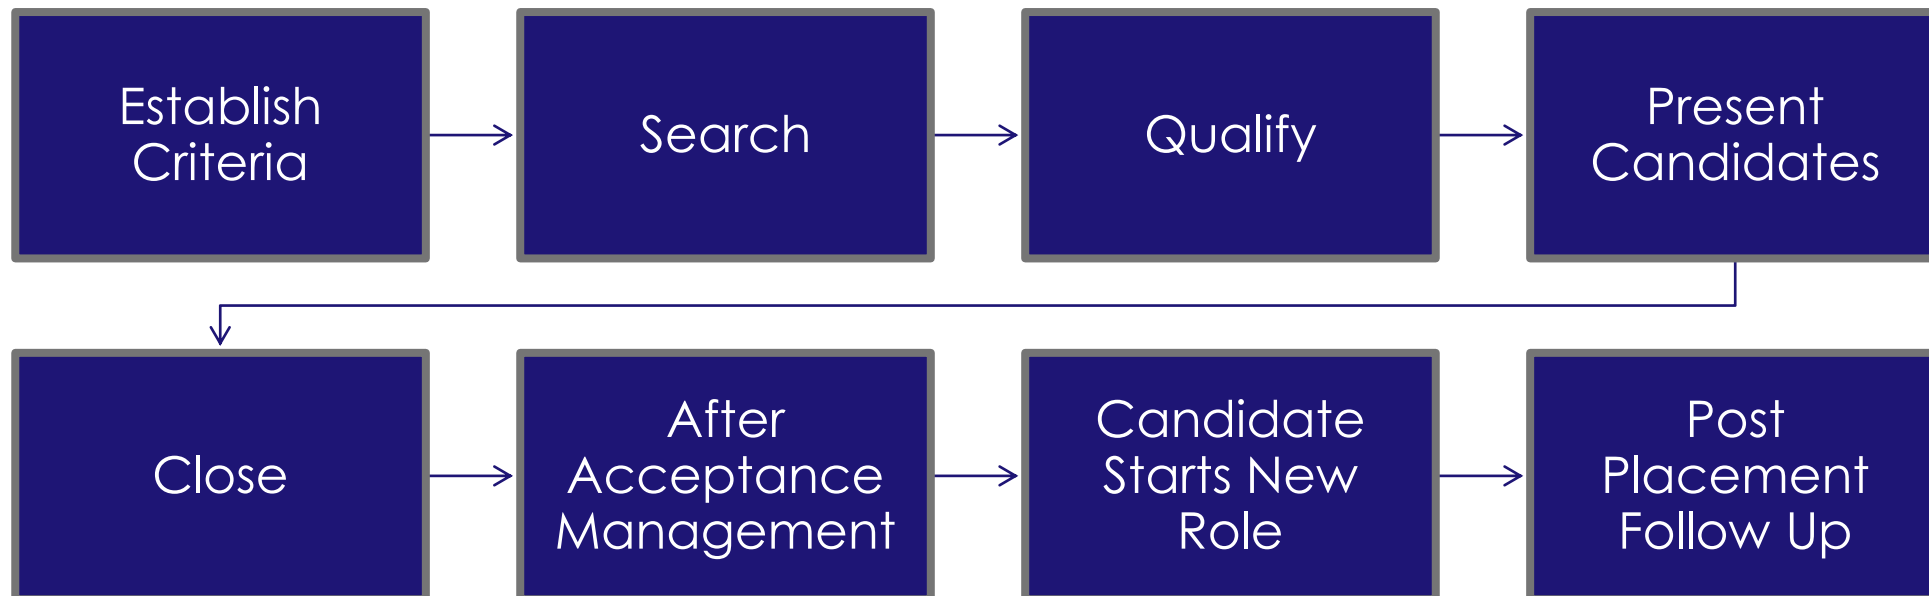 Establish
Criteria
Search
Qualify
Present
Candidates
Close
After
Acceptance
Management
Candidate
Starts New
Role
Post
Placement
Follow Up